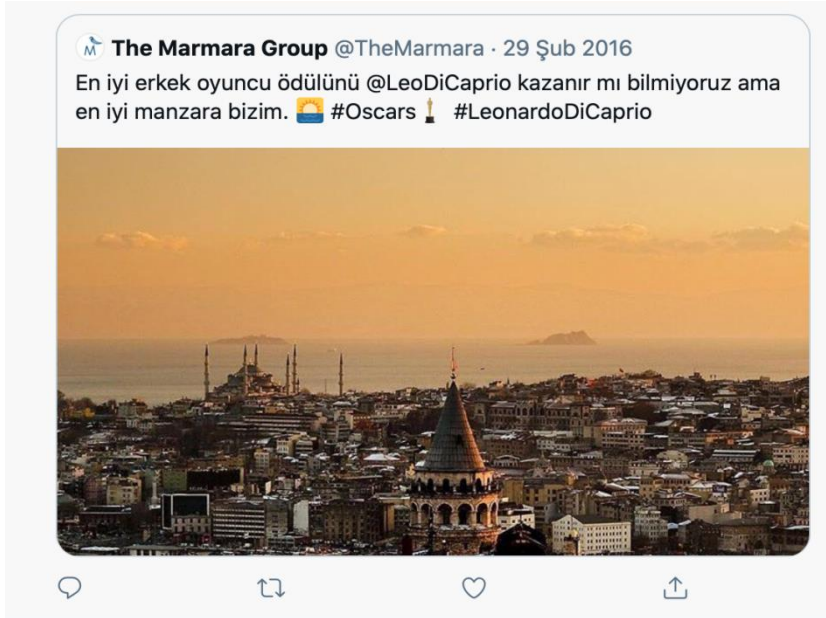 The Marmara Group @TheMarmara · 29 Şub 2016
En iyi erkek oyuncu ödülünü @LeoDiCaprio kazanır mı bilmiyoruz ama
en iyi manzara bizim. 🌅 #Oscars #LeonardoDiCaprio